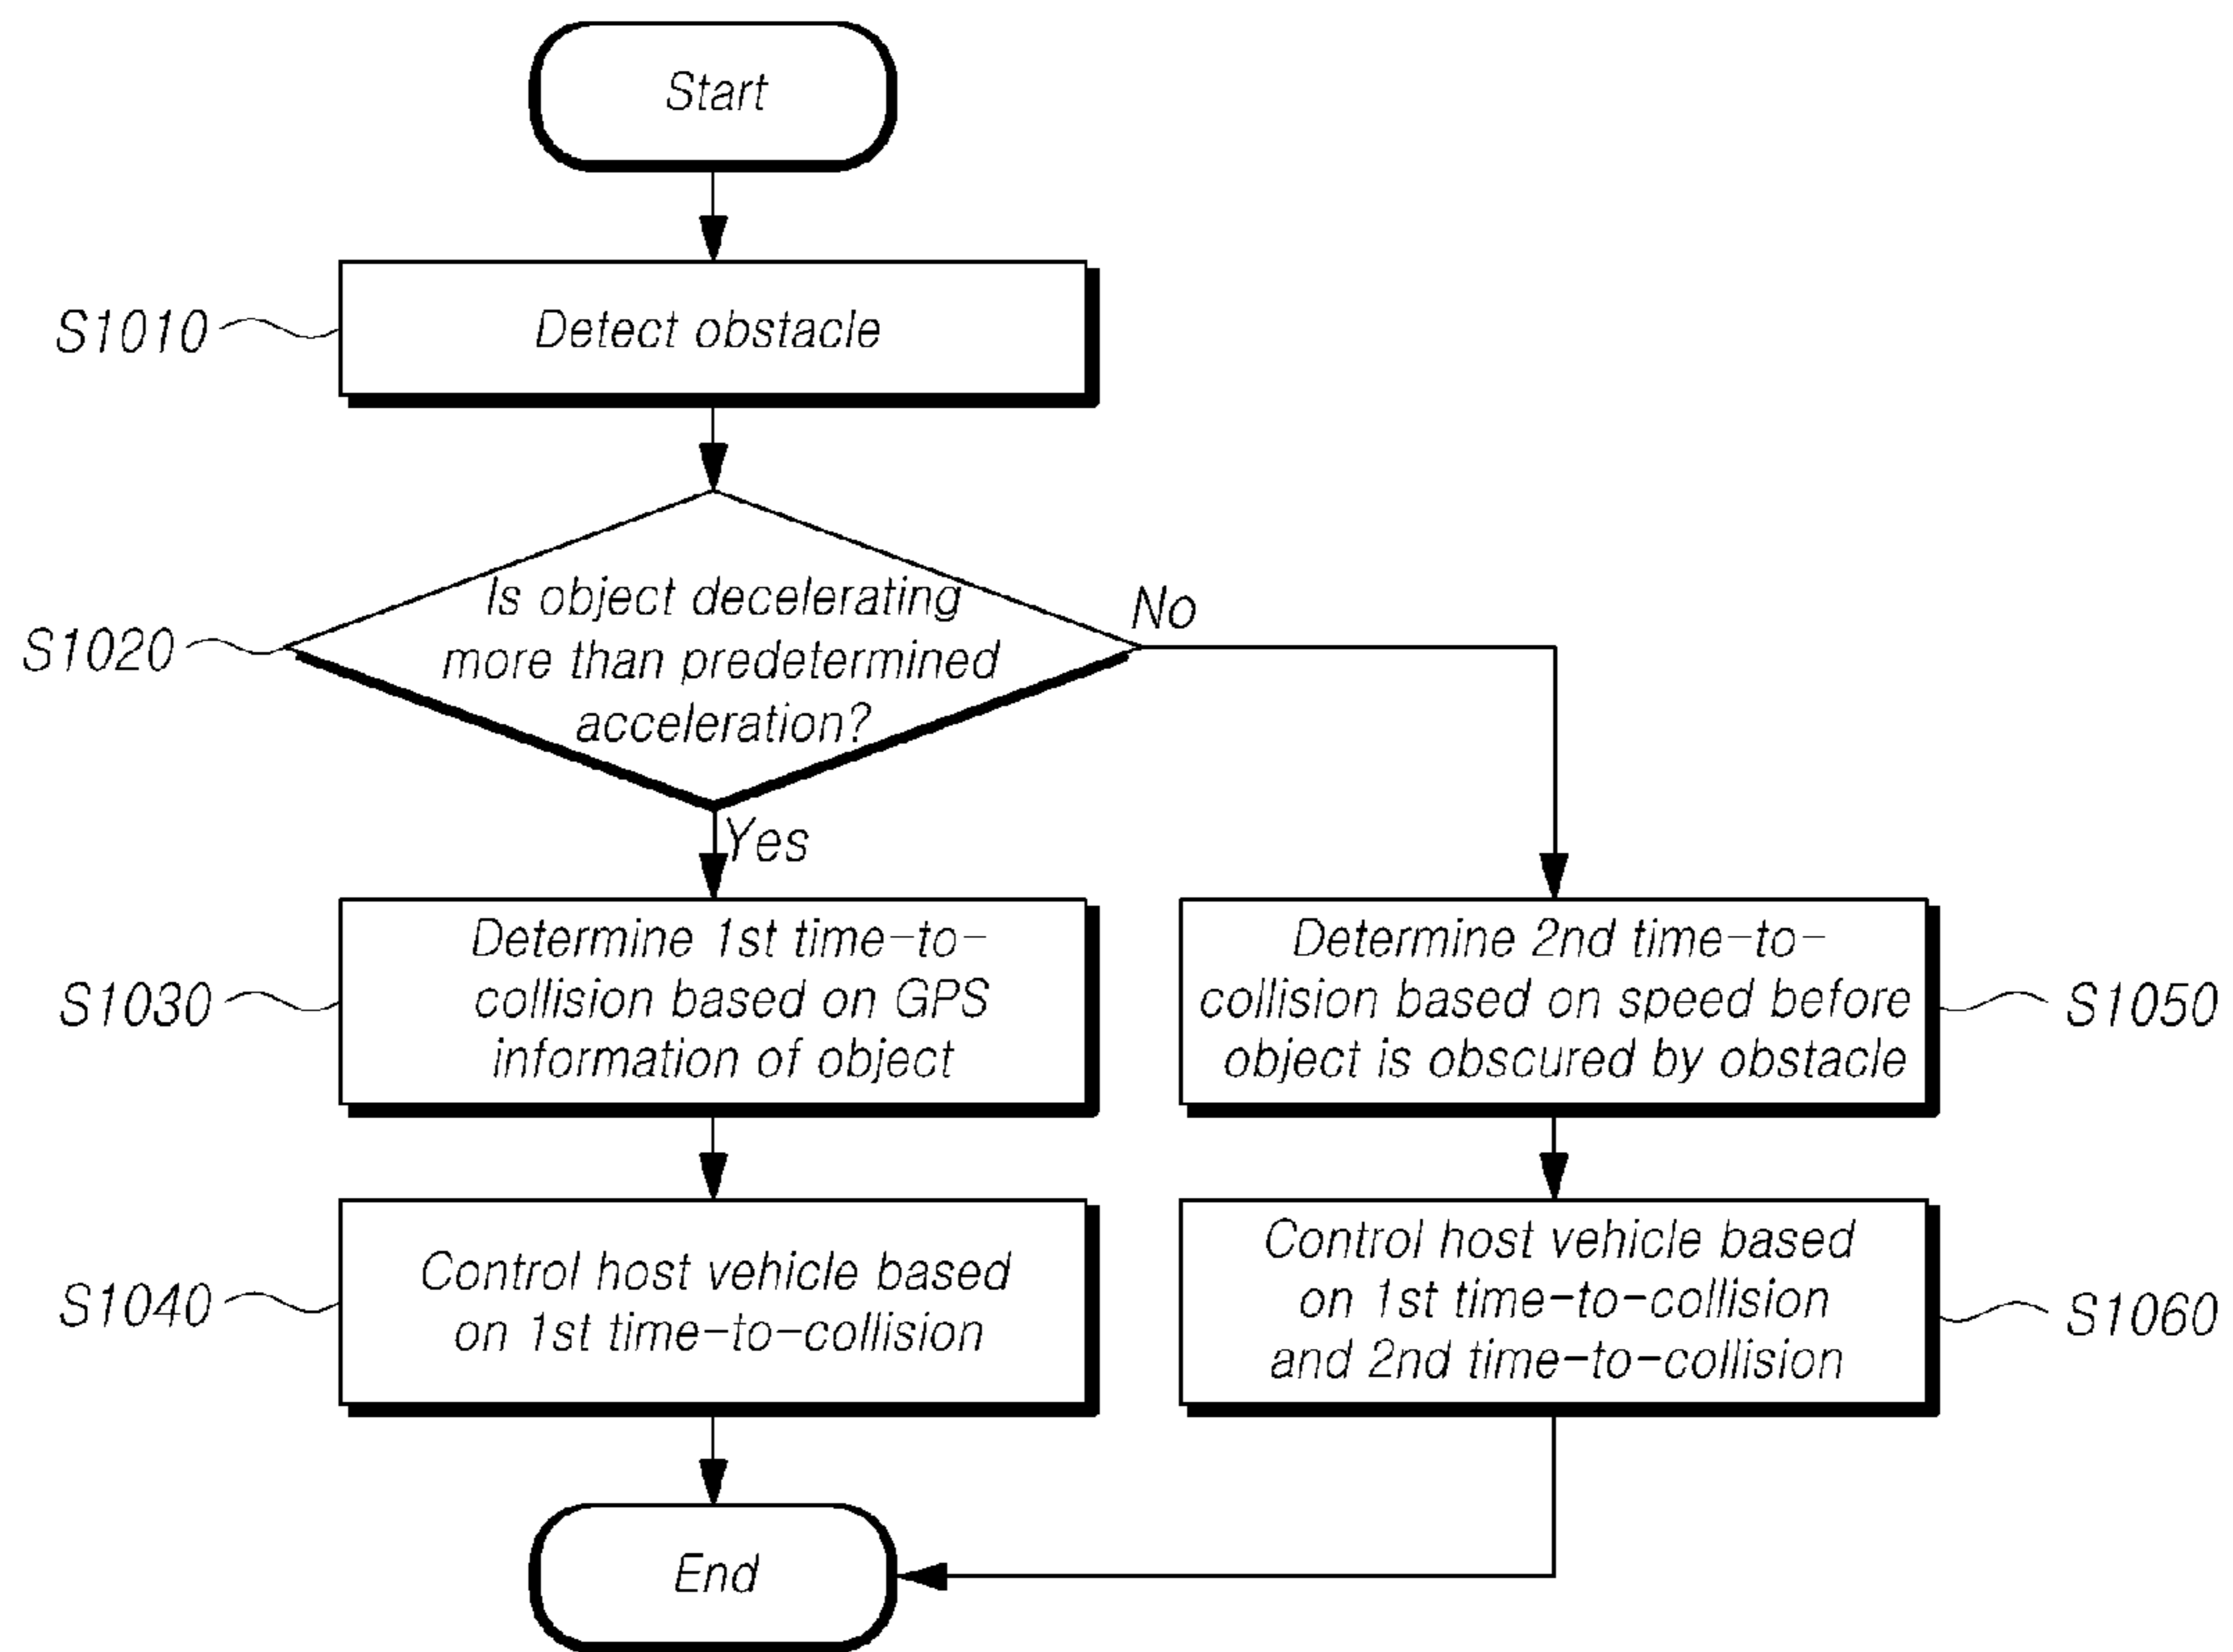 Start
S1010
Detect obstacle
S1020
Is object decelerating
more than predetermined
acceleration?
No
Yes
S1030
Determine 1st time-to-
collision based on GPS
information of object
Determine 2nd time-to-
collision based on speed before
object is obscured by obstacle
S1050
S1040
Control host vehicle based
on 1st time-to-collision
Control host vehicle based
on 1st time-to-collision
and 2nd time-to-collision
S1060
End